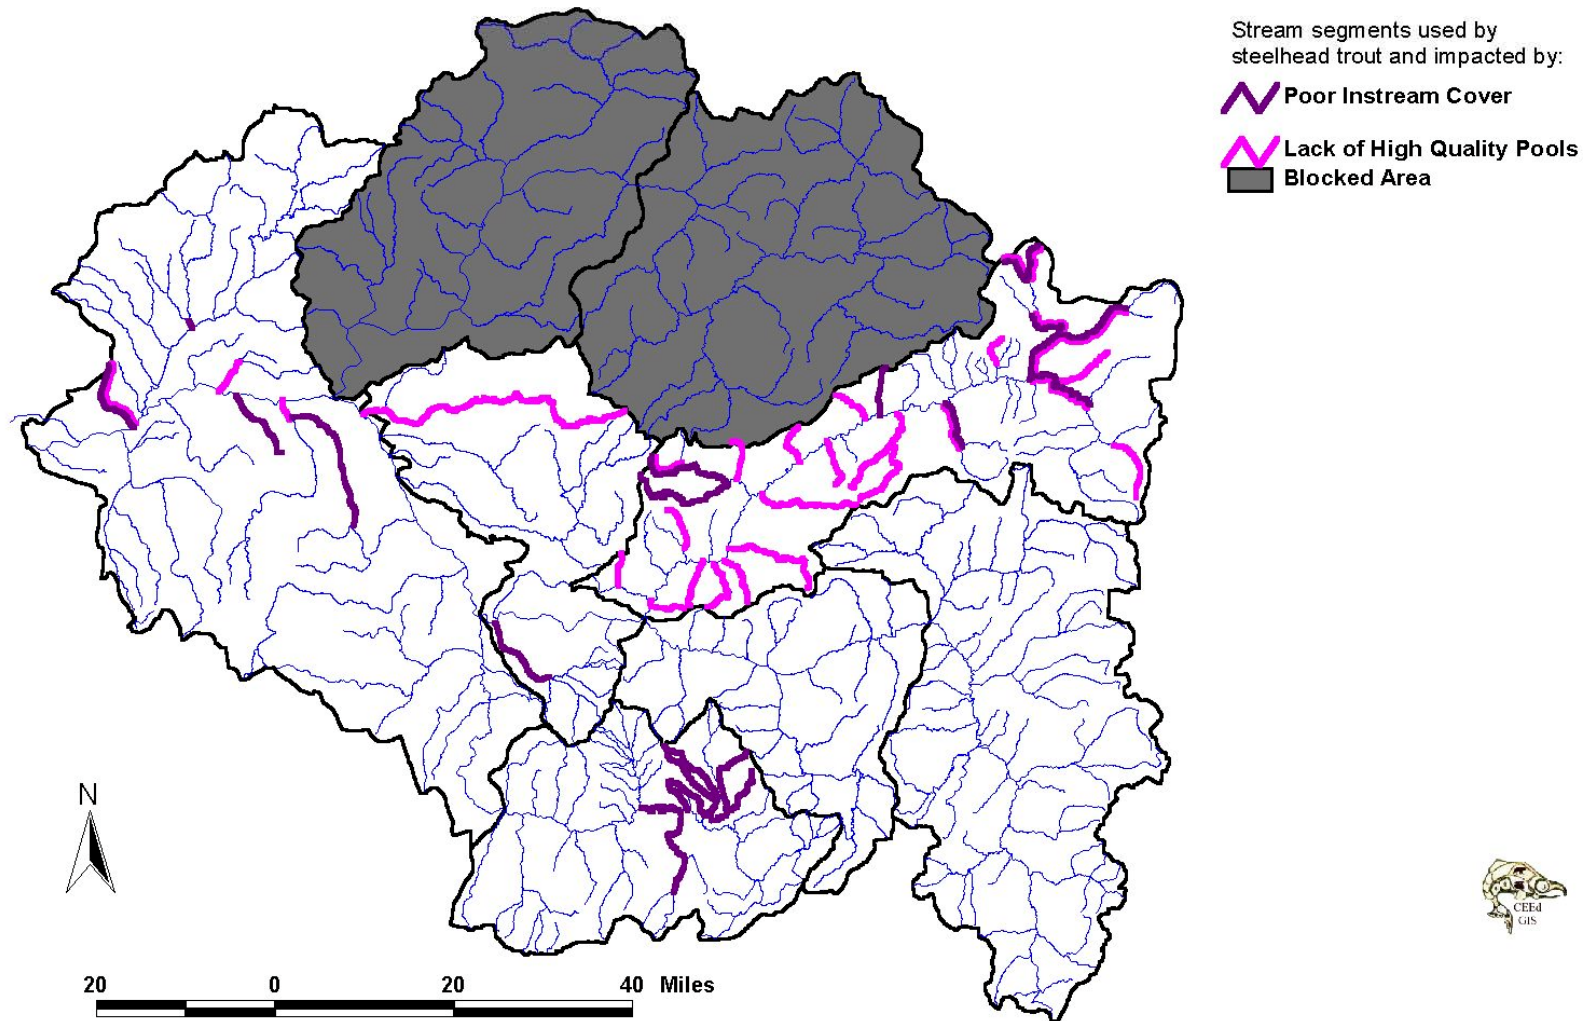 Stream segments used by
steelhead trout and impacted by:
Poor Instream Cover
Lack of High Quality Pools
Blocked Area
N
20 0 20 40 Miles
CEEd
GIS